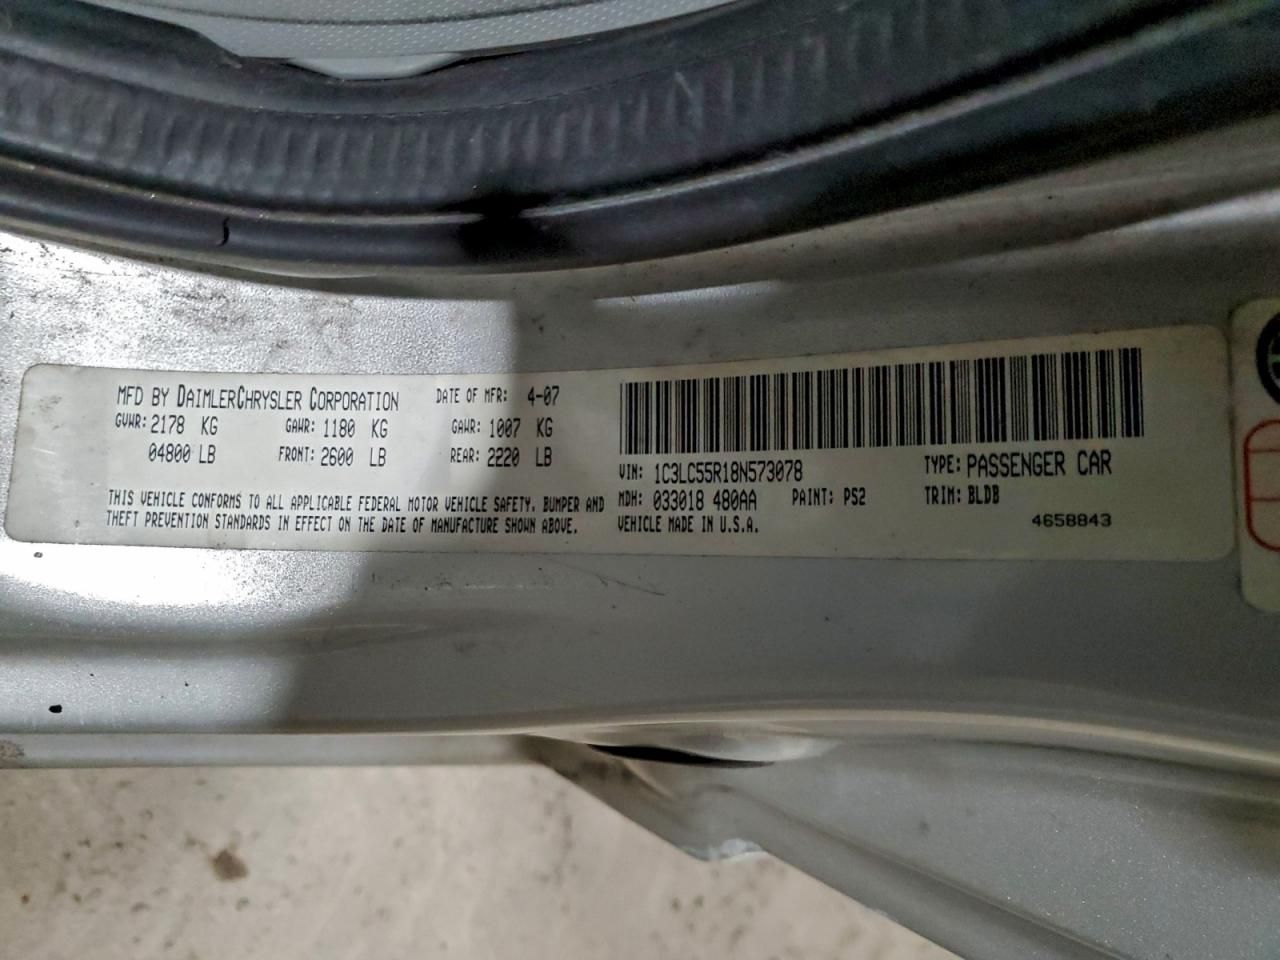 MFD BY DAIMLERCHRYSLER CORPORATION DATE OF MFR: 4-07
GVWR: 2178 KG GAWR: 1180 KG GAWR: 1007 KG
04800 LB FRONT: 2600 LB REAR: 2220 LB
THIS VEHICLE CONFORMS TO ALL APPLICABLE FEDERAL MOTOR VEHICLE SAFETY, BUMPER AND
THEFT PREVENTION STANDARDS IN EFFECT ON THE DATE OF MANUFACTURE SHOWN ABOVE.
VIN: 1C3LC55R18N573078 TYPE: PASSENGER CAR
MDH: 033018 480AA PAINT: PS2 TRIM: BLDB
VEHICLE MADE IN U.S.A. 4658843